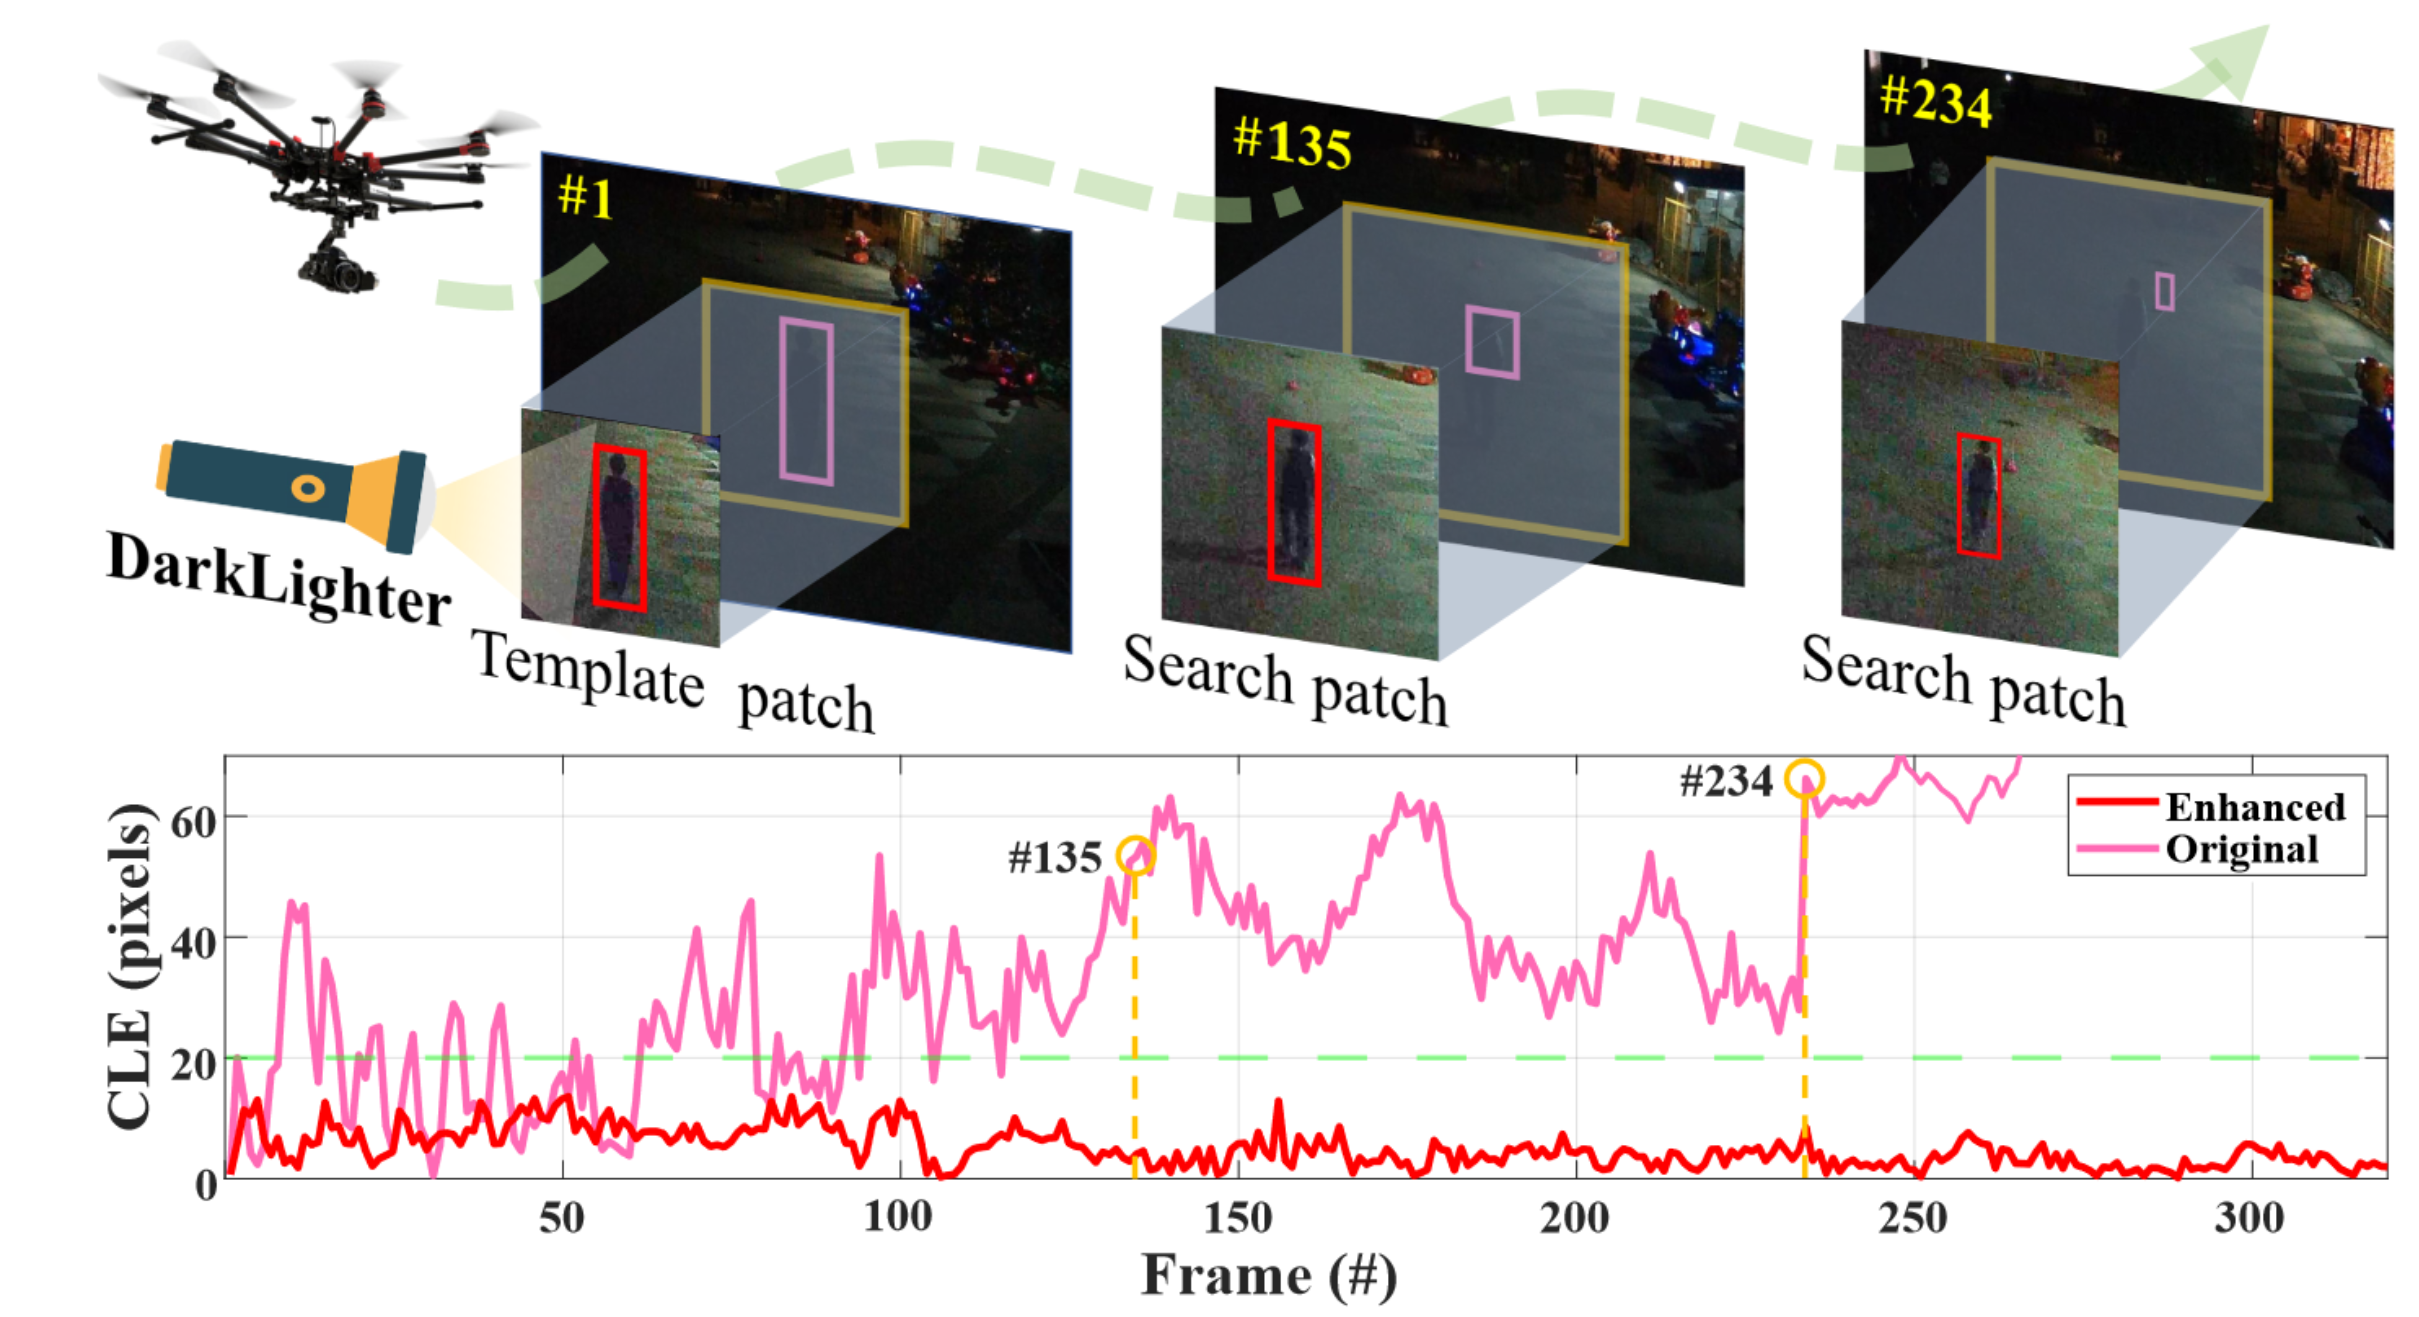 #1
#135
#234
DarkLighter
Template patch
Search patch
Search patch
CLE (pixels)
60
40
20
0
#135
#234
Enhanced
Original
50
100
150
200
250
300
Frame (#)